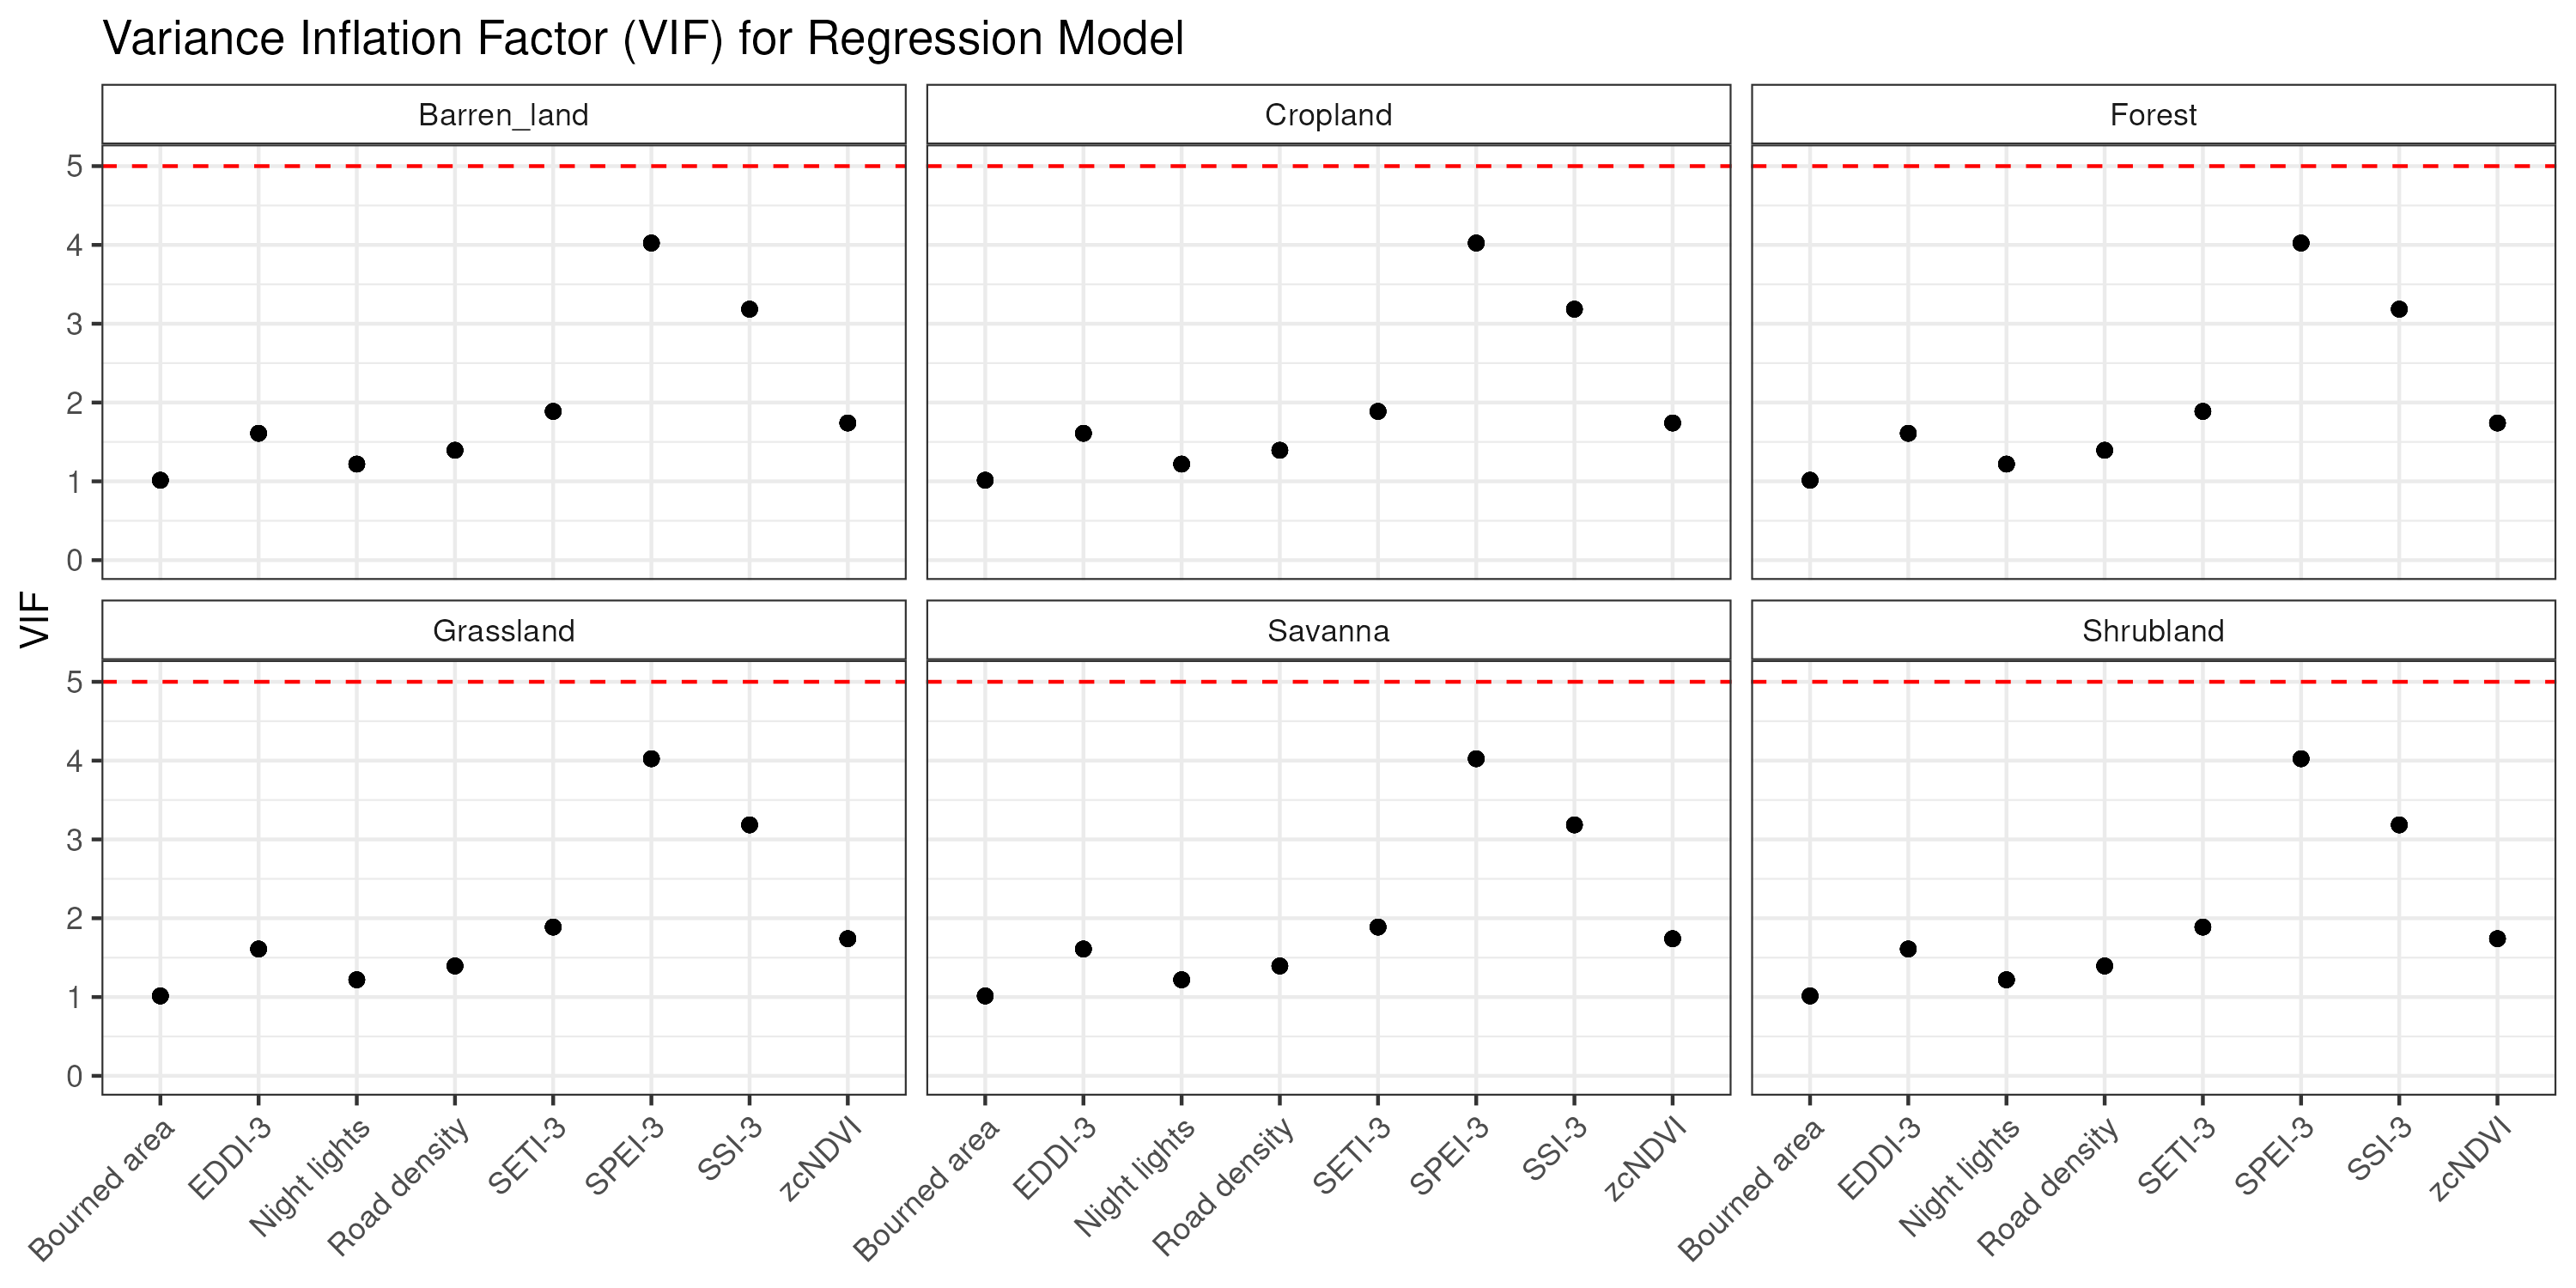 Variance Inflation Factor (VIF) for Regression Model
Barren_land
Cropland
Forest
5
4
3
2
1
0
VIF
Grassland
Savanna
Shrubland
5
4
3
2
1
0
Bourned area
EDDI-3
Night lights
Road density
SETI-3
SPEI-3
SSI-3
zcNDVI
Bourned area
EDDI-3
Night lights
Road density
SETI-3
SPEI-3
SSI-3
zcNDVI
Bourned area
EDDI-3
Night lights
Road density
SETI-3
SPEI-3
SSI-3
zcNDVI